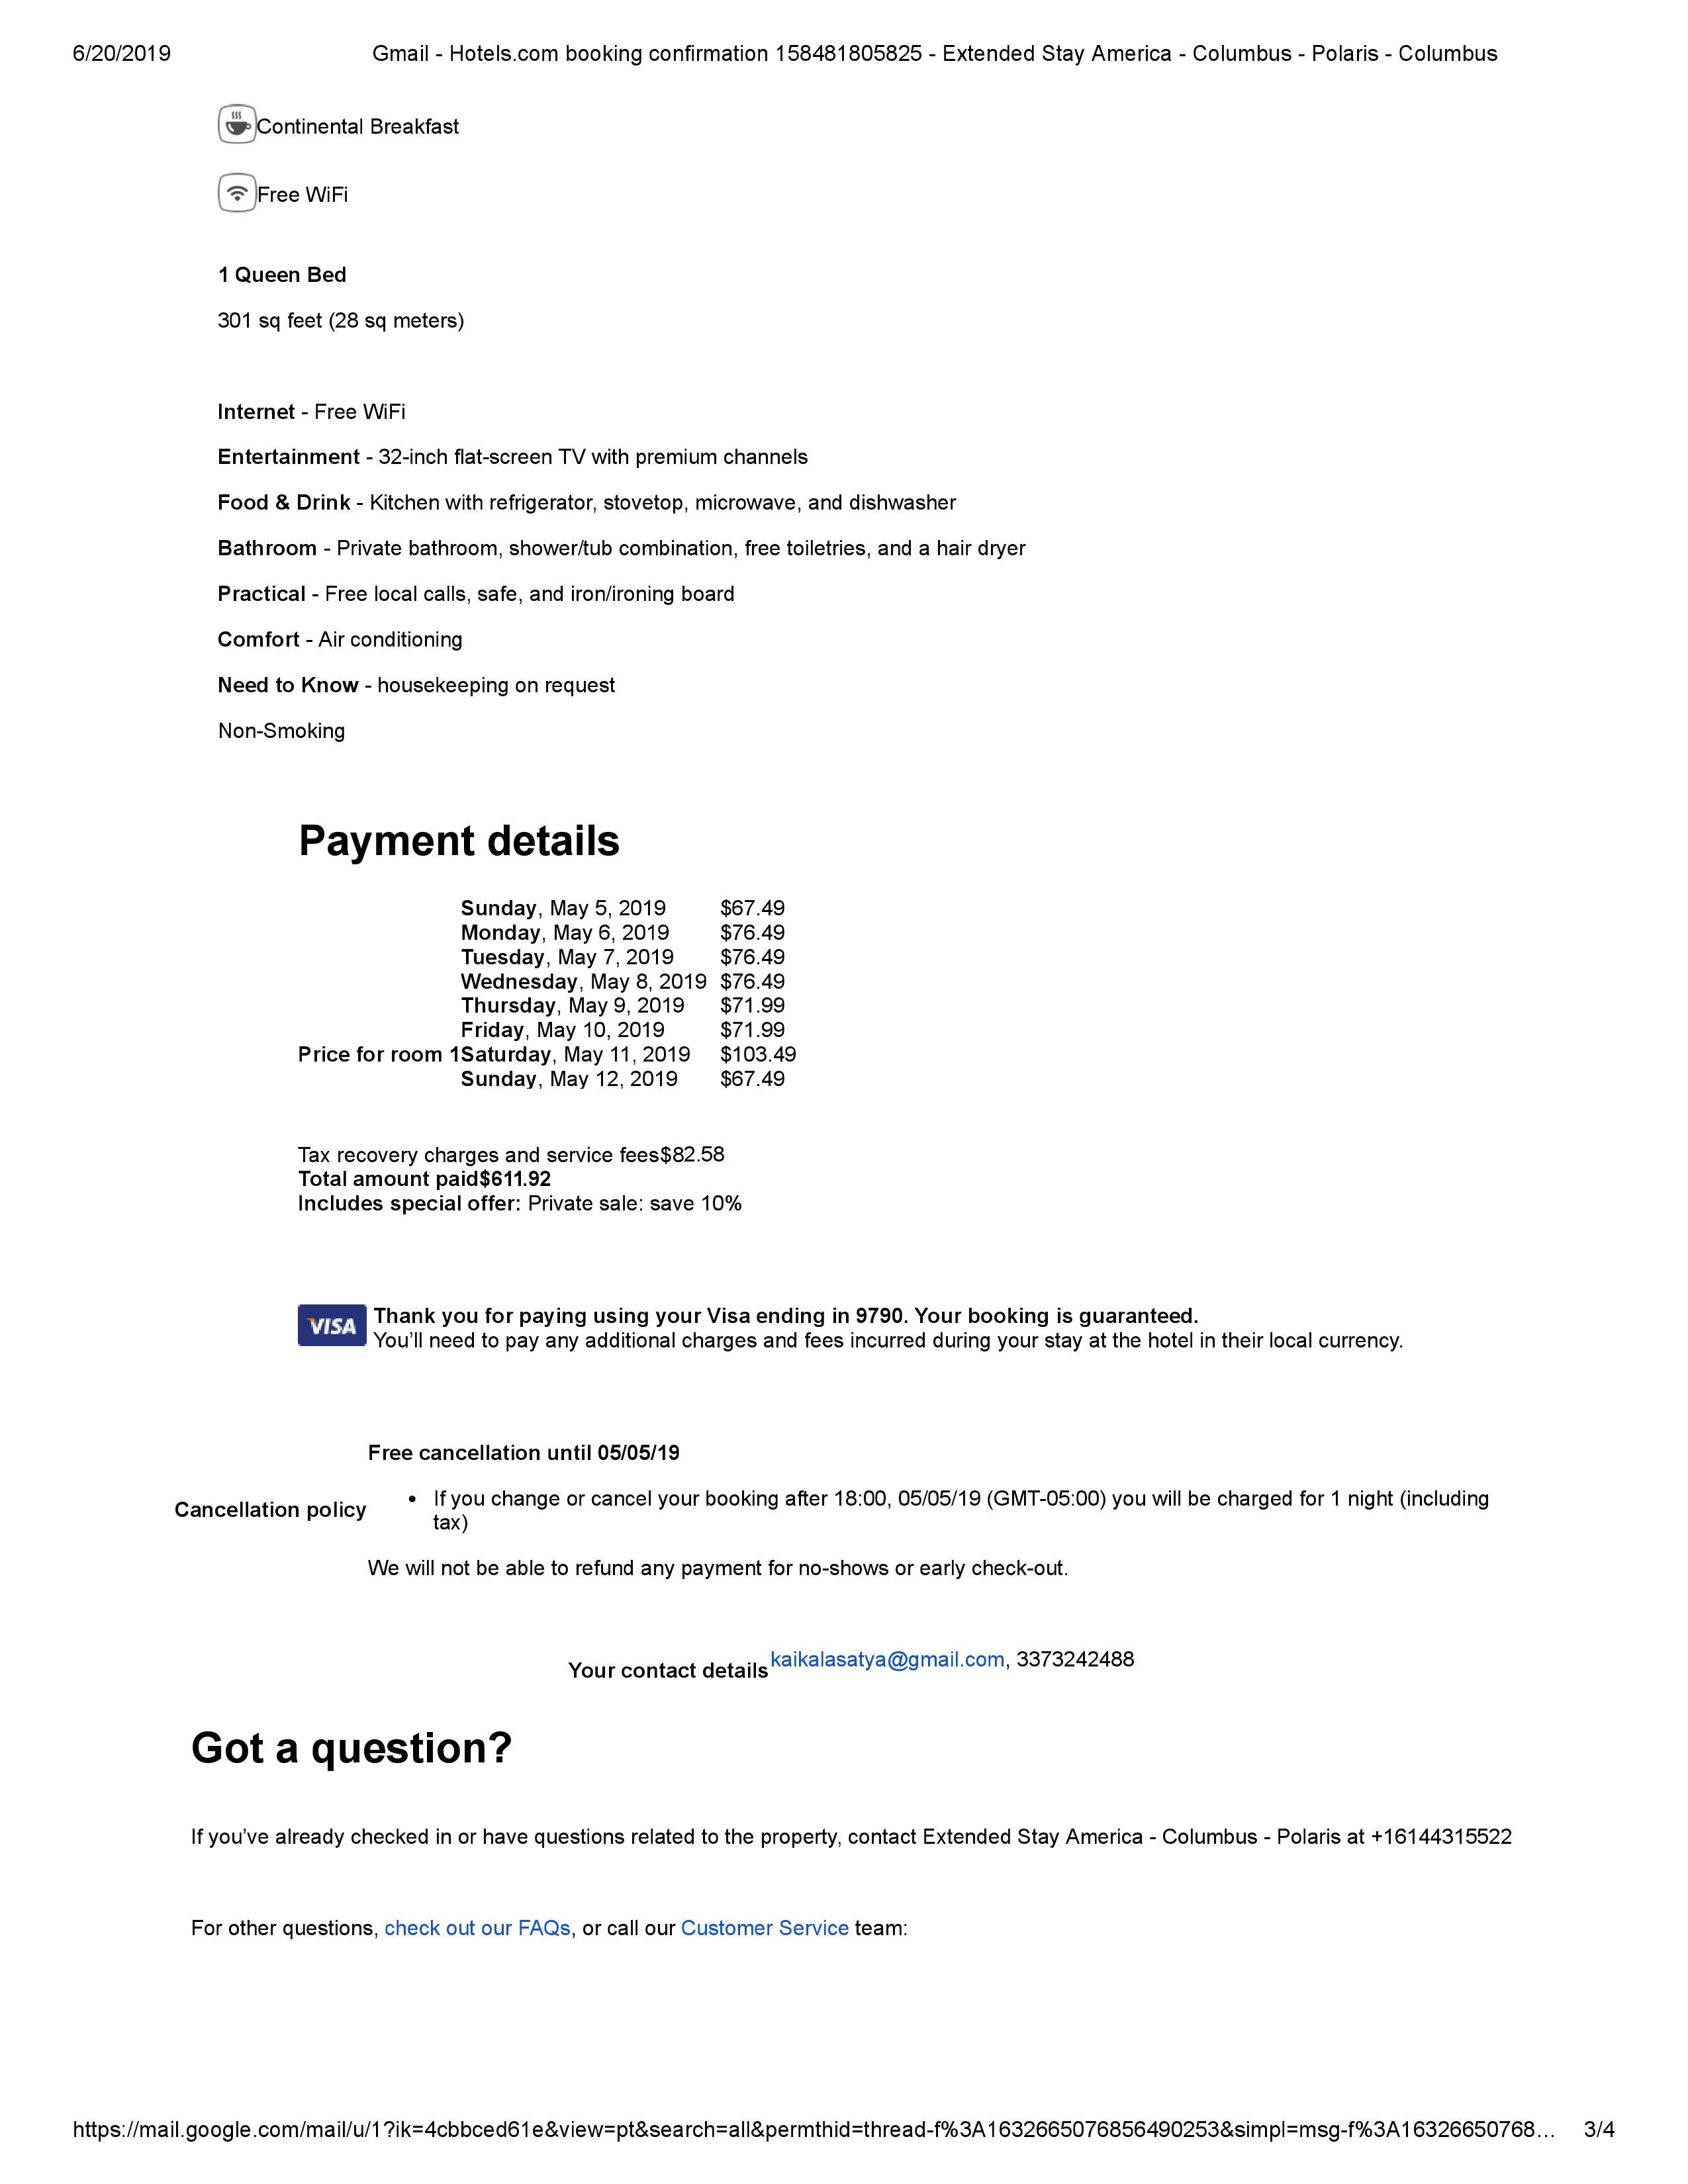 6/20/2019 Gmail - Hotels.com booking confirmation 158481805825 - Extended Stay America - Columbus - Polaris - Columbus
Continental Breakfast
Free WiFi
1 Queen Bed
301 sq feet (28 sq meters)
Internet - Free WiFi
Entertainment - 32-inch flat-screen TV with premium channels
Food & Drink - Kitchen with refrigerator, stovetop, microwave, and dishwasher
Bathroom - Private bathroom, shower/tub combination, free toiletries, and a hair dryer
Practical - Free local calls, safe, and iron/ironing board
Comfort - Air conditioning
Need to Know - housekeeping on request
Non-Smoking
Payment details
Sunday, May 5, 2019 $67.49
Monday, May 6, 2019 $76.49
Tuesday, May 7, 2019 $76.49
Wednesday, May 8, 2019 $76.49
Thursday, May 9, 2019 $71.99
Friday, May 10, 2019 $71.99
Price for room 1 Saturday, May 11, 2019 $103.49
Sunday, May 12, 2019 $67.49
Tax recovery charges and service fees$82.58
Total amount paid$611.92
Includes special offer: Private sale: save 10%
VISA Thank you for paying using your Visa ending in 9790. Your booking is guaranteed.
You’ll need to pay any additional charges and fees incurred during your stay at the hotel in their local currency.
Free cancellation until 05/05/19
Cancellation policy
• If you change or cancel your booking after 18:00, 05/05/19 (GMT-05:00) you will be charged for 1 night (including
tax)
We will not be able to refund any payment for no-shows or early check-out.
Your contact details kaikalasatya@gmail.com, 3373242488
Got a question?
If you’ve already checked in or have questions related to the property, contact Extended Stay America - Columbus - Polaris at +16144315522
For other questions, check out our FAQs, or call our Customer Service team:
https://mail.google.com/mail/u/1?ik=4cbbced61e&view=pt&search=all&permthid=thread-f%3A1632665076856490253&simpl=msg-f%3A16326650768… 3/4